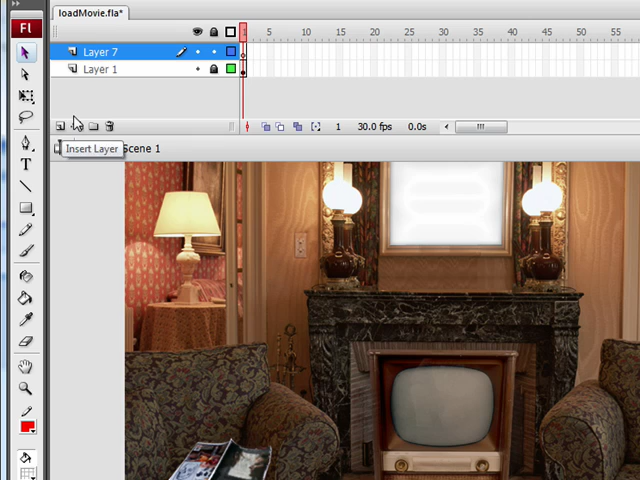 loadMovie.fla*
Fl
1 5 10 15 20 25 30 35 40 45 50 55
Layer 7
Layer 1
1 30.0 fps 0.0s
Insert Layer
Scene 1
T